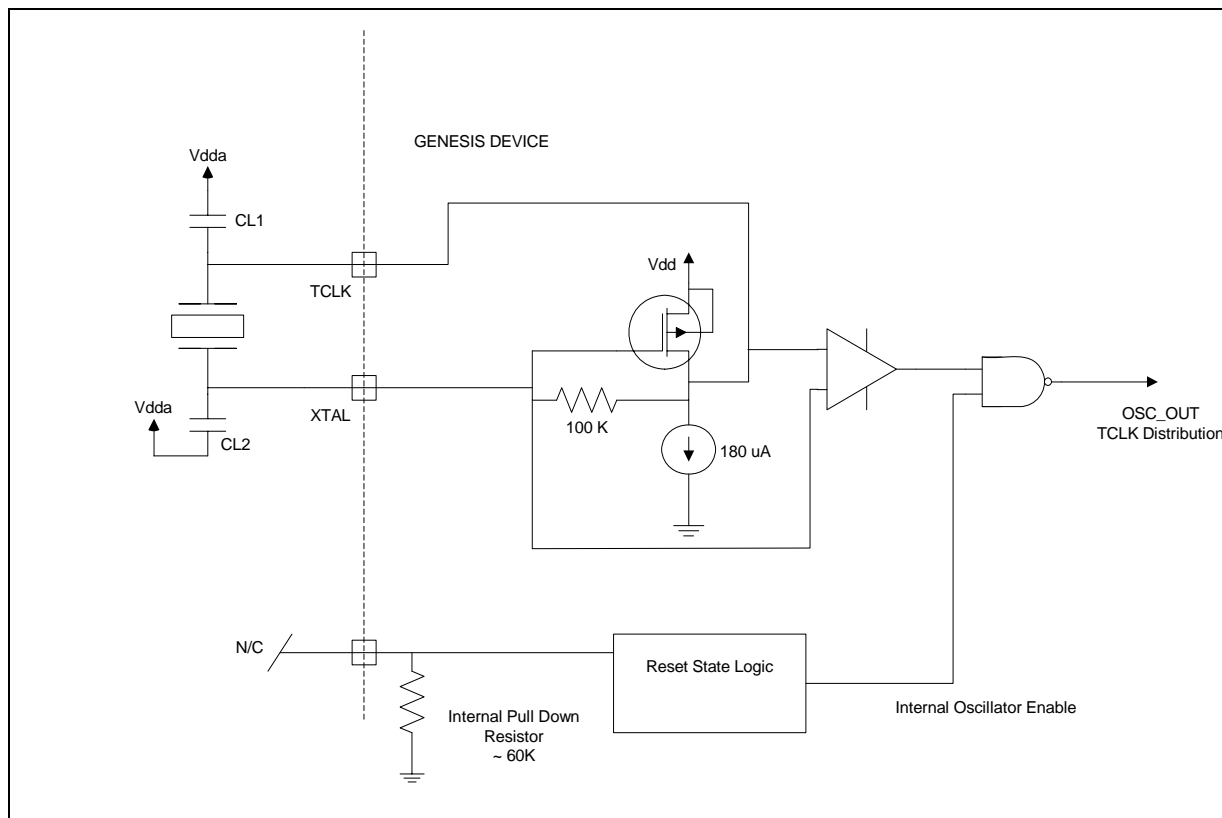 GENESIS DEVICE
Vdda
CL1
Vdd
TCLK
Vdda
XTAL
CL2
100 K
180 uA
OSC_OUT
TCLK Distribution
N/C
Reset State Logic
Internal Pull Down
Resistor
~ 60K
Internal Oscillator Enable